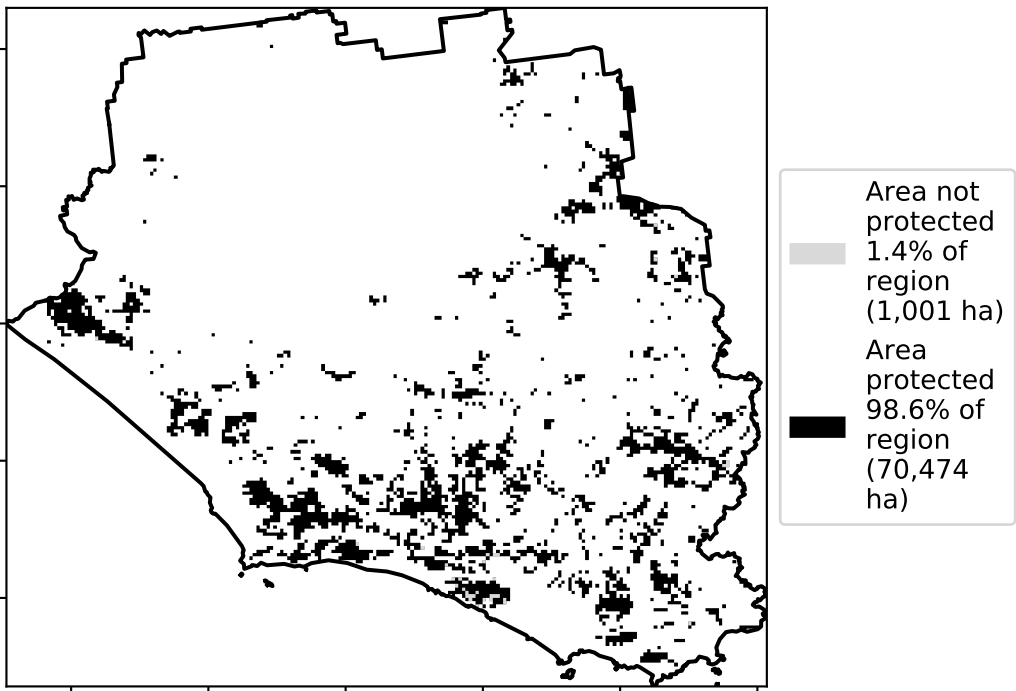 Area not
protected
1.4% of
region
(1,001 ha)
Area
protected
98.6% of
region
(70,474
ha)